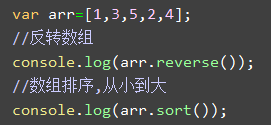 var arr=[1,3,5,2,4];
//反转数组
console.log(arr.reverse());
//数组排序,从小到大
console.log(arr.sort());